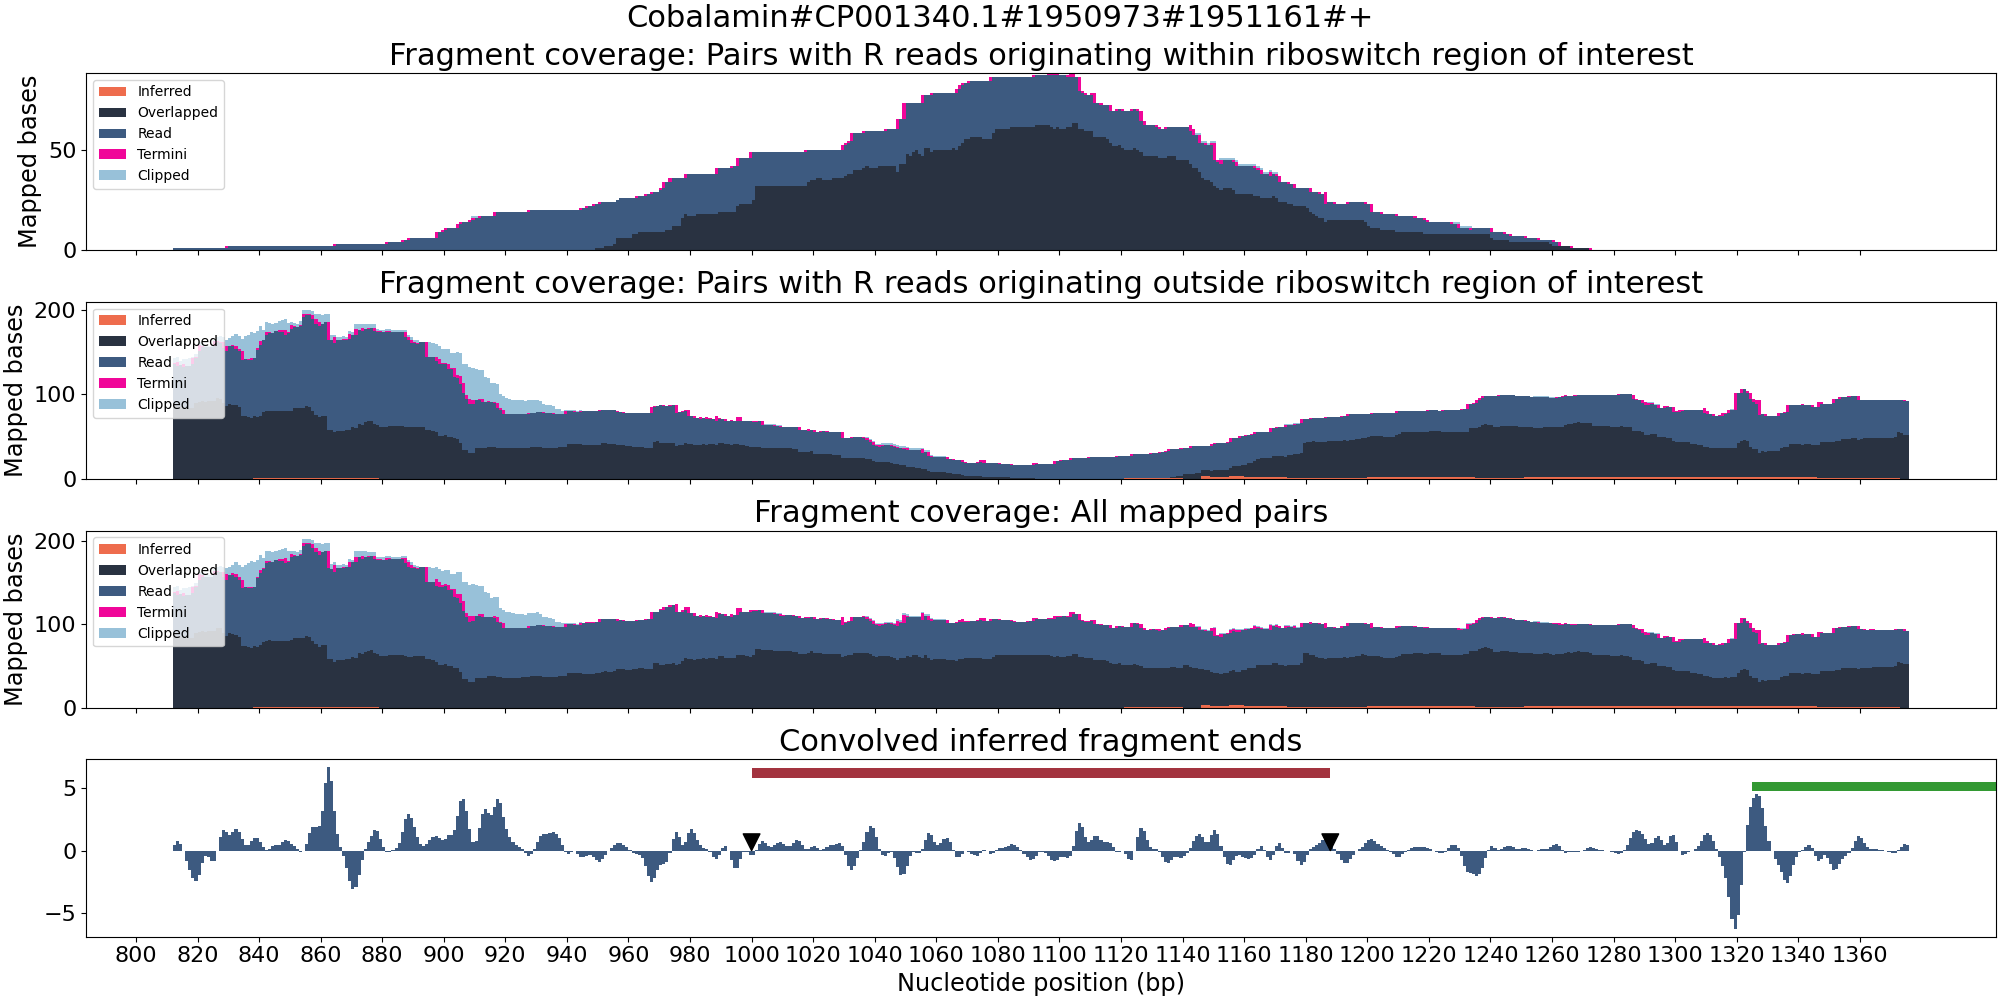 Cobalamin#CP001340.1#1950973#1951161#+
Fragment coverage: Pairs with R reads originating within riboswitch region of interest
Mapped bases
50
0
Inferred
Overlapped
Read
Termini
Clipped
Fragment coverage: Pairs with R reads originating outside riboswitch region of interest
Mapped bases
200
100
0
Inferred
Overlapped
Read
Termini
Clipped
Fragment coverage: All mapped pairs
Mapped bases
200
100
0
Inferred
Overlapped
Read
Termini
Clipped
Convolved inferred fragment ends
5
0
−5
800 820 840 860 880 900 920 940 960 980 1000 1020 1040 1060 1080 1100 1120 1140 1160 1180 1200 1220 1240 1260 1280 1300 1320 1340 1360
Nucleotide position (bp)